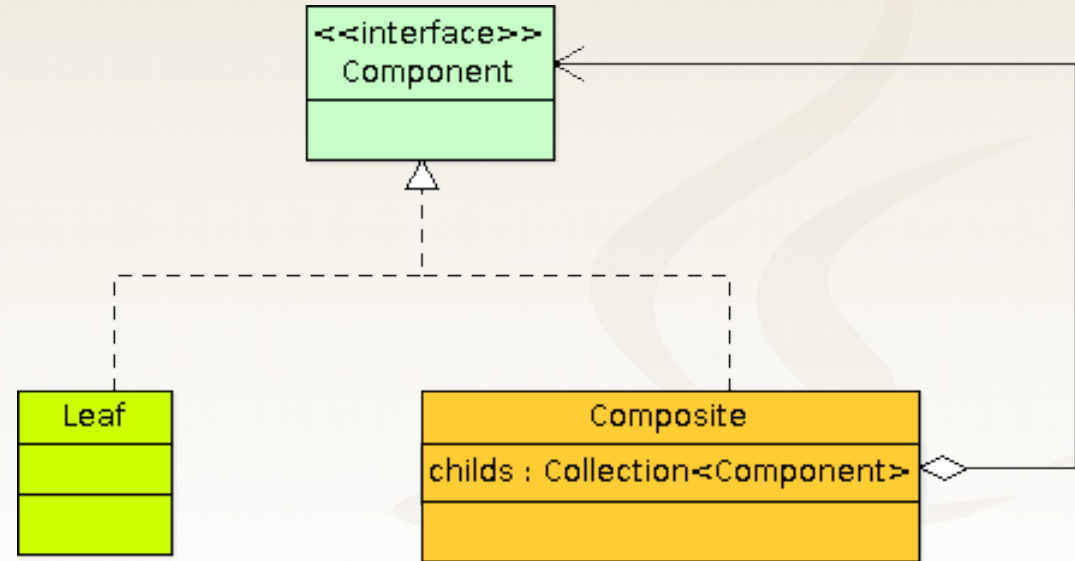 <<interface>>
Component
Leaf
Composite
childs : Collection<Component>